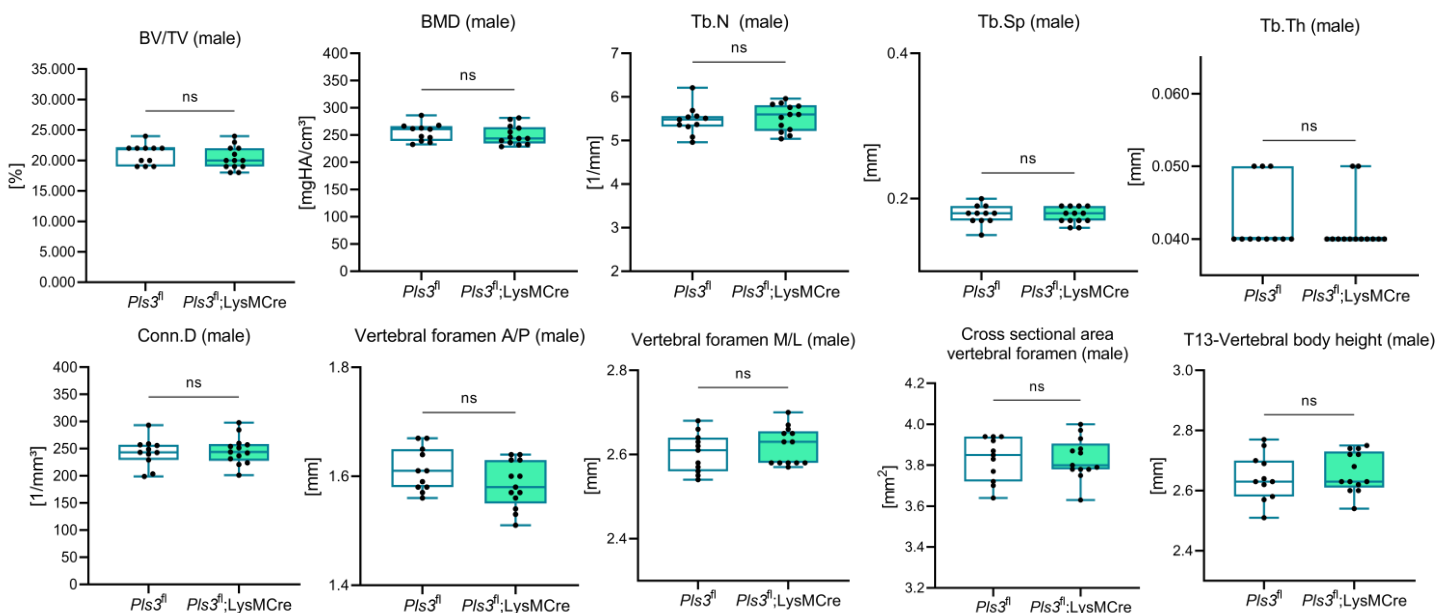 BV/TV (male)
35.000
30.000
25.000
20.000
15.000
10.000
5.000
0.000
[%]
ns
Pls3fl
Pls3fl;LysMCre
BMD (male)
400
350
300
250
200
150
100
50
0
[mgHA/cm³]
ns
Pls3fl
Pls3fl;LysMCre
Tb.N (male)
7
6
5
4
3
2
[1/mm]
ns
Pls3fl
Pls3fl;LysMCre
Tb.Sp (male)
0.4
0.2
[mm]
ns
Pls3fl
Pls3fl;LysMCre
Tb.Th (male)
0.060
0.050
0.040
[mm]
ns
Pls3fl
Pls3fl;LysMCre
Conn.D (male)
400
350
300
250
200
150
100
50
0
[1/mm³]
ns
Pls3fl
Pls3fl;LysMCre
Vertebral foramen A/P (male)
1.8
1.6
1.4
[mm]
ns
Pls3fl
Pls3fl;LysMCre
Vertebral foramen M/L (male)
2.8
2.6
2.4
[mm]
ns
Pls3fl
Pls3fl;LysMCre
Cross sectional area
vertebral foramen (male)
4.2
4.0
3.8
3.6
3.4
3.2
[mm²]
ns
Pls3fl
Pls3fl;LysMCre
T13-Vertebral body height (male)
3.0
2.8
2.6
2.4
[mm]
ns
Pls3fl
Pls3fl;LysMCre